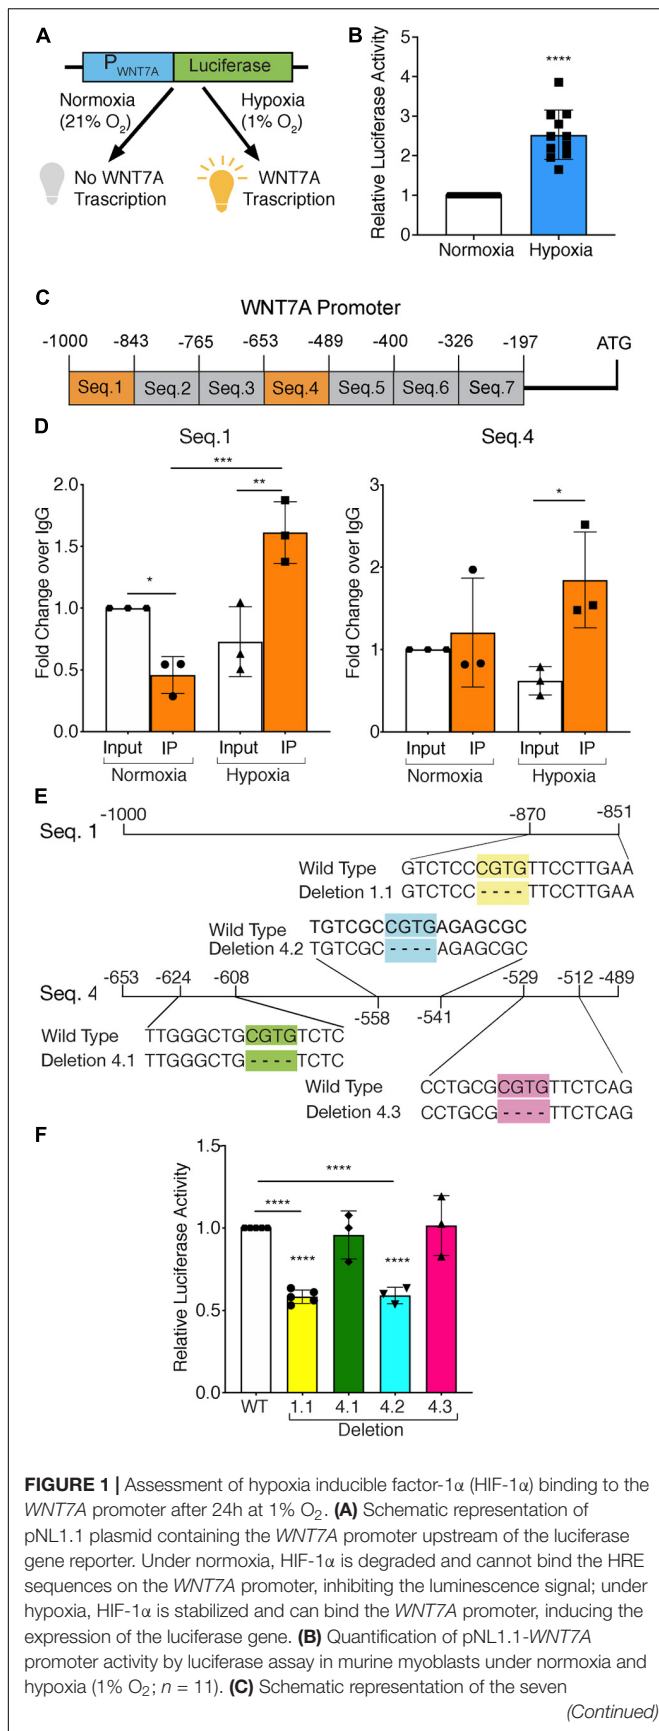 A
P WNT7A Luciferase
Normoxia
(21% O2)
Hypoxia
(1% O2)
No WNT7A
Trascription
WNT7A
Trascription
B
Relative Luciferase Activity
5
4
3
2
1
0
****
Normoxia Hypoxia
C
WNT7A Promoter
-1000 -843 -765 -653 -489 -400 -326 -197 ATG
Seq.1 Seq.2 Seq.3 Seq.4 Seq.5 Seq.6 Seq.7
D
Seq.1
Fold Change over IgG
2.0
1.5
1.0
0.5
0.0
***
**
*
Input IP Input IP
Normoxia Hypoxia
Seq.4
Fold Change over IgG
3
2
1
0
*
Input IP Input IP
Normoxia Hypoxia
E
-1000 -870 -851
Seq. 1
Wild Type GTCTCCCGTGTTCCTTGAA
Deletion 1.1 GTCTCC - - - - TTCCTTGAA
Wild Type TGTCGCCGTGAGAGCGC
Deletion 4.2 TGTCGC - - - - AGAGCGC
-653 -624 -608 -529 -512 -489
Seq. 4
-558 -541
Wild Type TTGGGCTGCGTGTCTC
Deletion 4.1 TTGGGCTG - - - - TCTC
Wild Type CCTGCGCGTGTTCTCAG
Deletion 4.3 CCTGCG - - - - TTCTCAG
F
Relative Luciferase Activity
1.5
1.0
0.5
0.0
****
****
**** ****
WT 1.1 4.1 4.2 4.3
Deletion
FIGURE 1 | Assessment of hypoxia inducible factor-1α (HIF-1α) binding to the
WNT7A promoter after 24h at 1% O2. (A) Schematic representation of
pNL1.1 plasmid containing the WNT7A promoter upstream of the luciferase
gene reporter. Under normoxia, HIF-1α is degraded and cannot bind the HRE
sequences on the WNT7A promoter, inhibiting the luminescence signal; under
hypoxia, HIF-1α is stabilized and can bind the WNT7A promoter, inducing the
expression of the luciferase gene. (B) Quantification of pNL1.1-WNT7A
promoter activity by luciferase assay in murine myoblasts under normoxia and
hypoxia (1% O2; n = 11). (C) Schematic representation of the seven
(Continued)